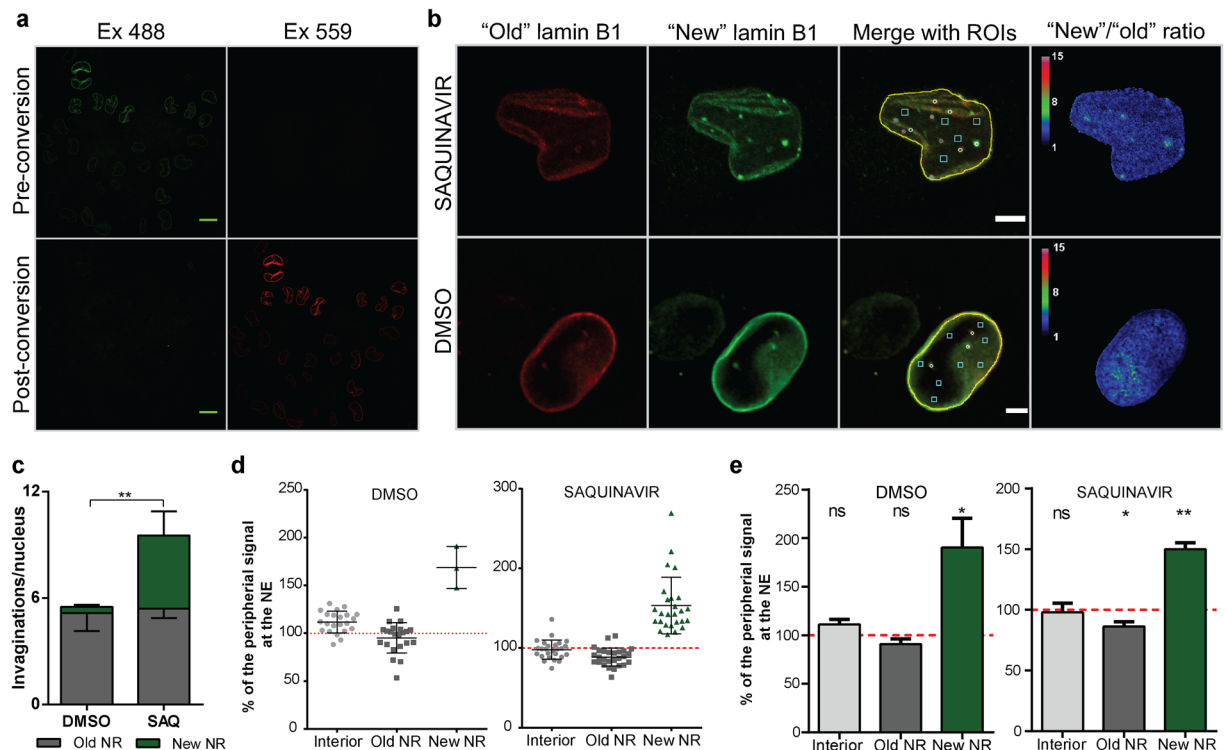 a
Ex 488
Ex 559
Pre-conversion
Post-conversion
b
“Old” lamin B1
“New” lamin B1
Merge with ROIs
“New”/“old” ratio
SAQUINAVIR
15
8
1
DMSO
15
8
1
c
Invaginations/nucleus
12
6
0
**
DMSO
SAQ
Old NR
New NR
d
% of the peripheral signal
at the NE
DMSO
250
200
150
100
50
0
Interior
Old NR
New NR
SAQUINAVIR
300
200
100
0
Interior
Old NR
New NR
e
% of the peripheral signal
at the NE
DMSO
ns
ns
*
250
200
150
100
50
0
Interior
Old NR
New NR
SAQUINAVIR
ns
*
**
200
150
100
50
0
Interior
Old NR
New NR